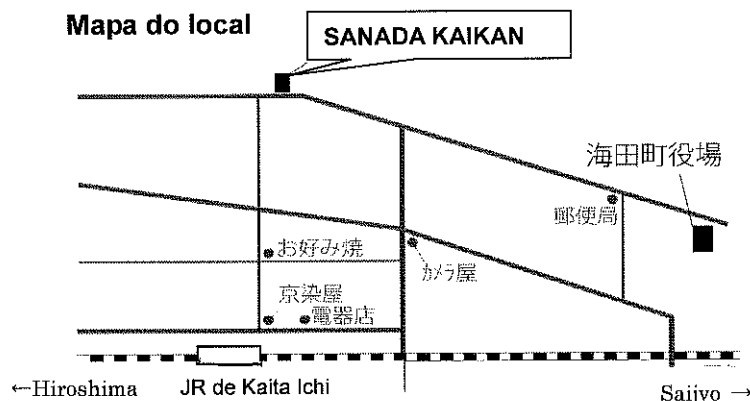 Mapa do local
SANADA KAIKAN
海田町役場
郵便局
お好み焼
カメラ屋
京染屋
電器店
←Hiroshima
JR de Kaita Ichi
Saijyo →